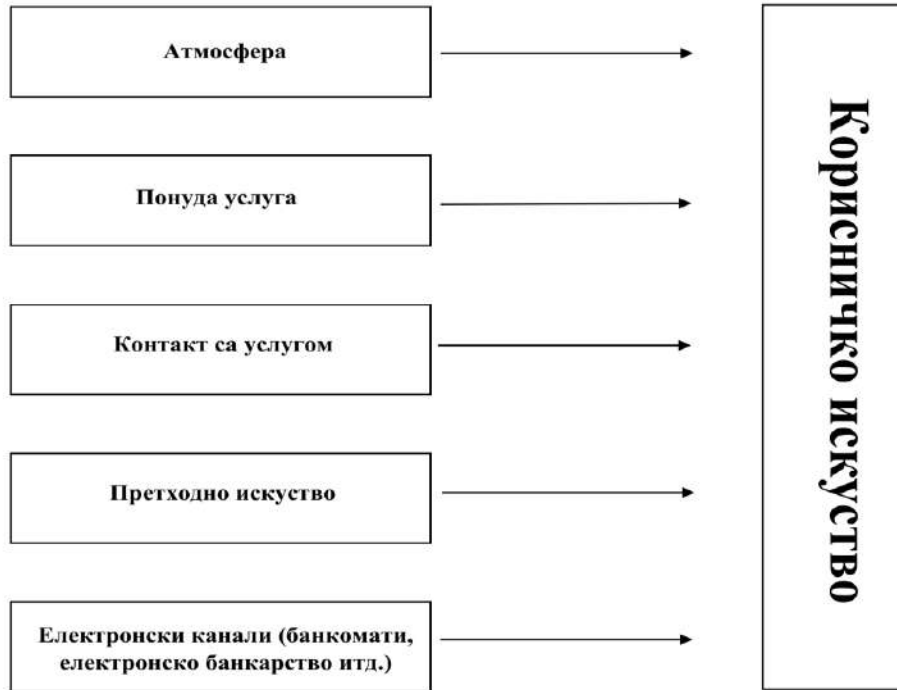 Атмосфера
Понуда услуга
Контакт са услугом
Претходно искуство
Електронски канали (банкомати,
електронско банкарство итд.)
Корисничко искуство